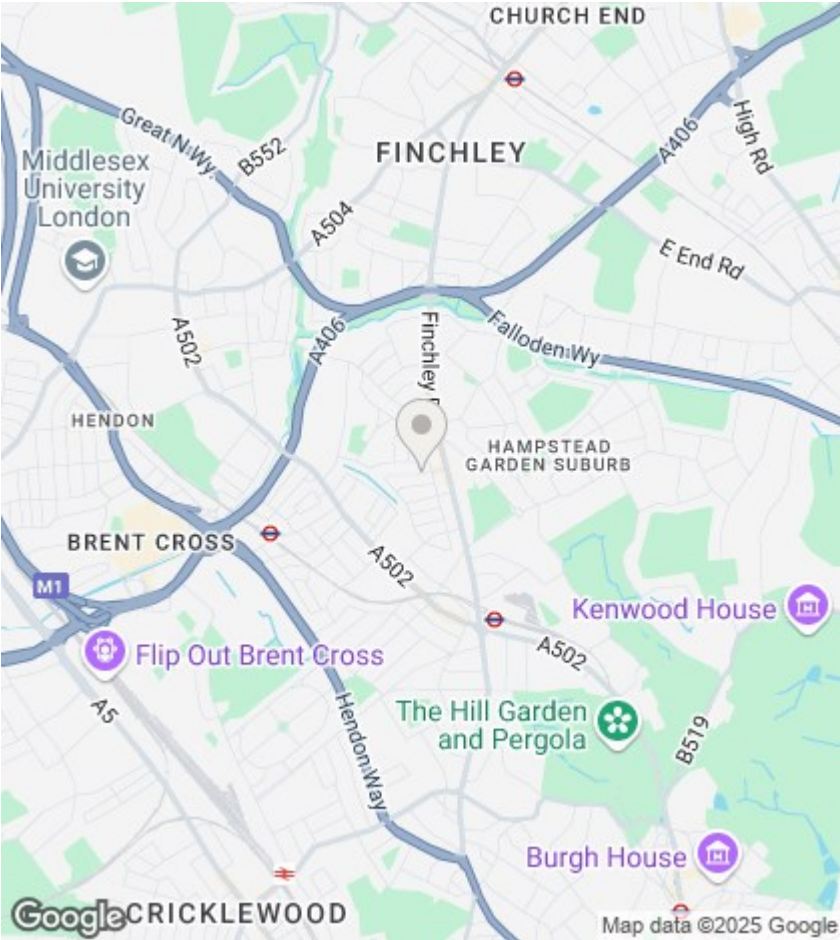 CHURCH END
Great N Wy.
B552
FINCHLEY
A406
High Rd
Middlesex
University
London
A504
E End Rd
A502
A406
Finchley
Falloden Wy
HENDON
HAMPSTEAD
GARDEN SUBURB
BRENT CROSS
A502
M1
Kenwood House
Flip Out Brent Cross
A502
A5
Hendon Way
The Hill Garden
and Pergola
B519
Burgh House
Google
CRICKLEWOOD
Map data ©2025 Google